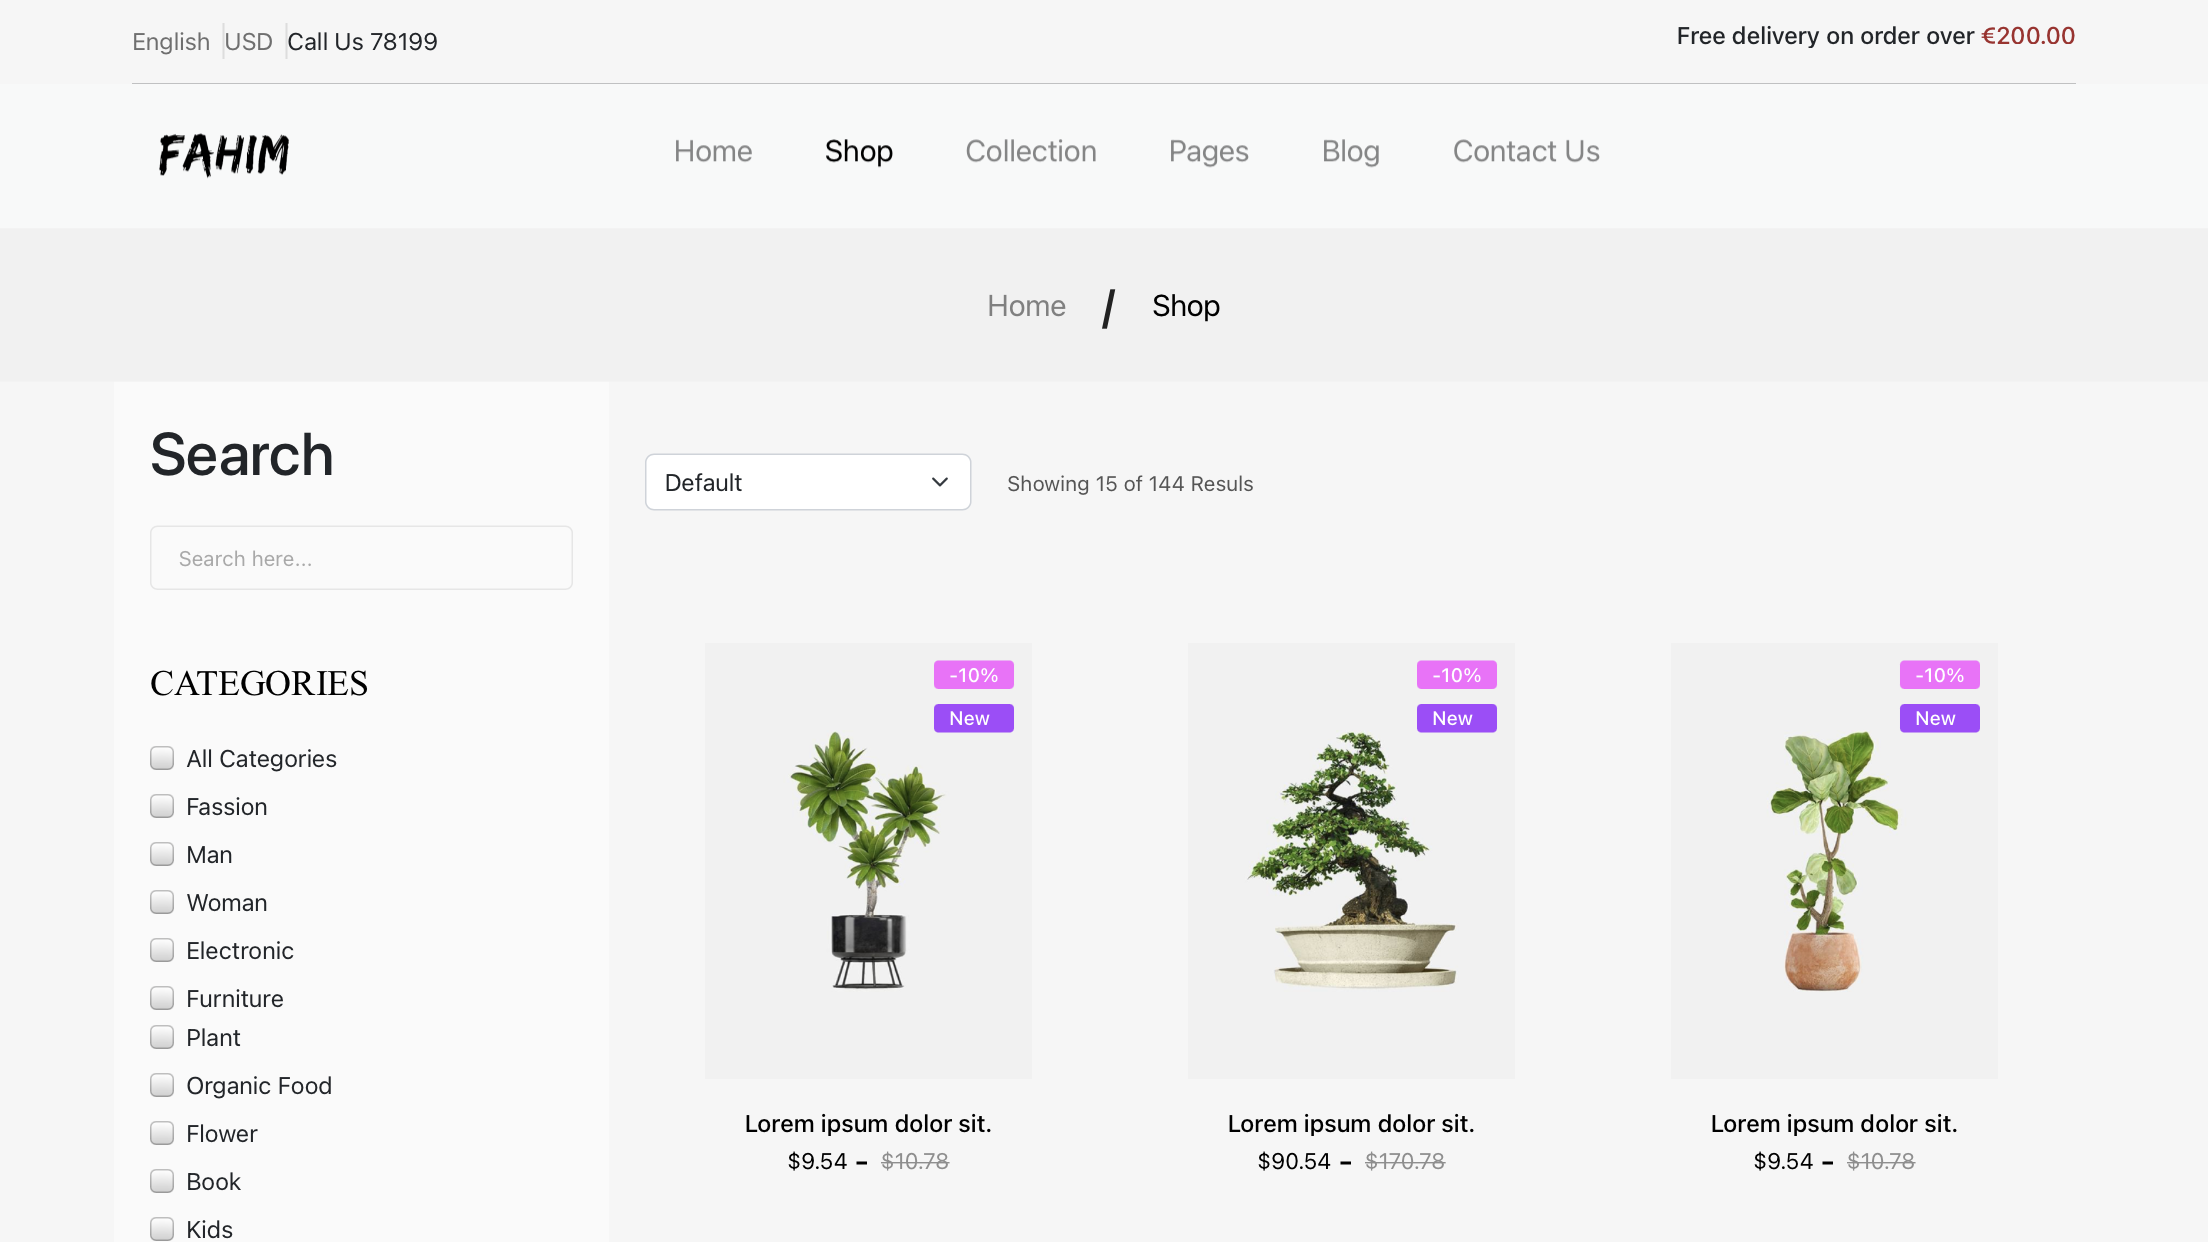 English USD Call Us 78199
Free delivery on order over €200.00
FAHIM
Home Shop Collection Pages Blog Contact Us
Home / Shop
Search
Search here...
CATEGORIES
All Categories
Fassion
Man
Woman
Electronic
Furniture
Plant
Organic Food
Flower
Book
Kids
Default
Showing 15 of 144 Resuls
-10%
New
Lorem ipsum dolor sit.
$9.54 – $10.78
-10%
New
Lorem ipsum dolor sit.
$90.54 – $170.78
-10%
New
Lorem ipsum dolor sit.
$9.54 – $10.78